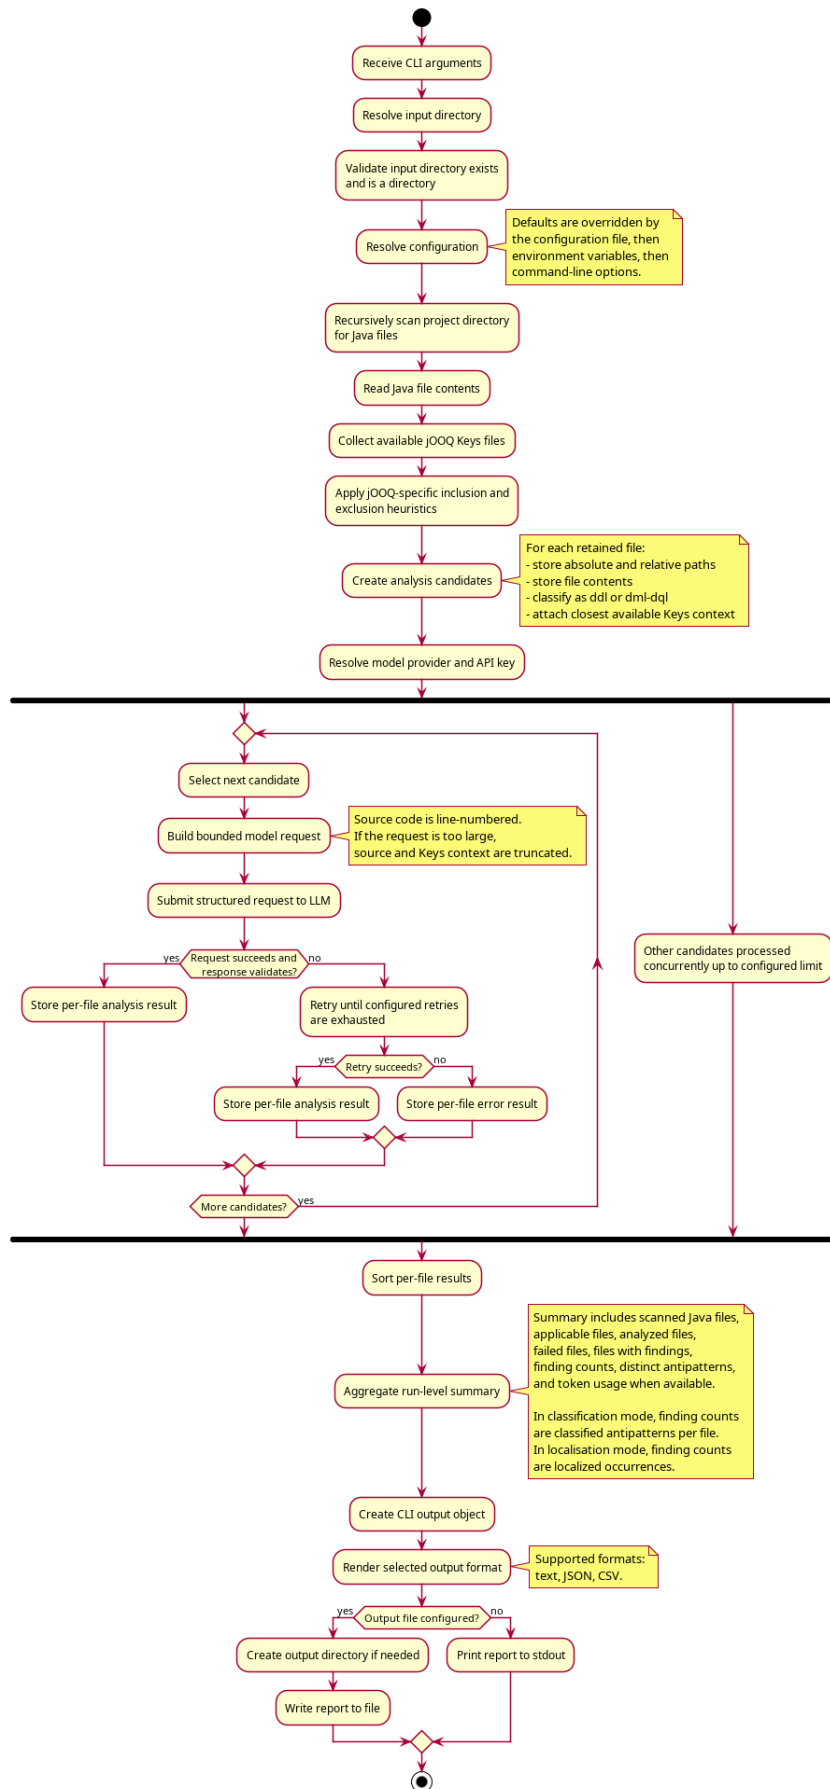 Receive CLI arguments
Resolve input directory
Validate input directory exists
and is a directory
Resolve configuration
Defaults are overridden by
the configuration file, then
environment variables, then
command-line options.
Recursively scan project directory
for Java files
Read Java file contents
Collect available jOOQ Keys files
Apply jOOQ-specific inclusion and
exclusion heuristics
Create analysis candidates
For each retained file:
- store absolute and relative paths
- store file contents
- classify as ddl or dml-dql
- attach closest available Keys context
Resolve model provider and API key
Select next candidate
Build bounded model request
Source code is line-numbered.
If the request is too large,
source and Keys context are truncated.
Submit structured request to LLM
yes
Request succeeds and
response validates?
no
Other candidates processed
concurrently up to configured limit
Store per-file analysis result
Retry until configured retries
are exhausted
yes
Retry succeeds?
no
Store per-file analysis result
Store per-file error result
More candidates?
yes
Sort per-file results
Aggregate run-level summary
Summary includes scanned Java files,
applicable files, analyzed files,
failed files, files with findings,
finding counts, distinct antipatterns,
and token usage when available.
In classification mode, finding counts
are classified antipatterns per file.
In localisation mode, finding counts
are localized occurrences.
Create CLI output object
Render selected output format
Supported formats:
text, JSON, CSV.
yes
Output file configured?
no
Create output directory if needed
Print report to stdout
Write report to file